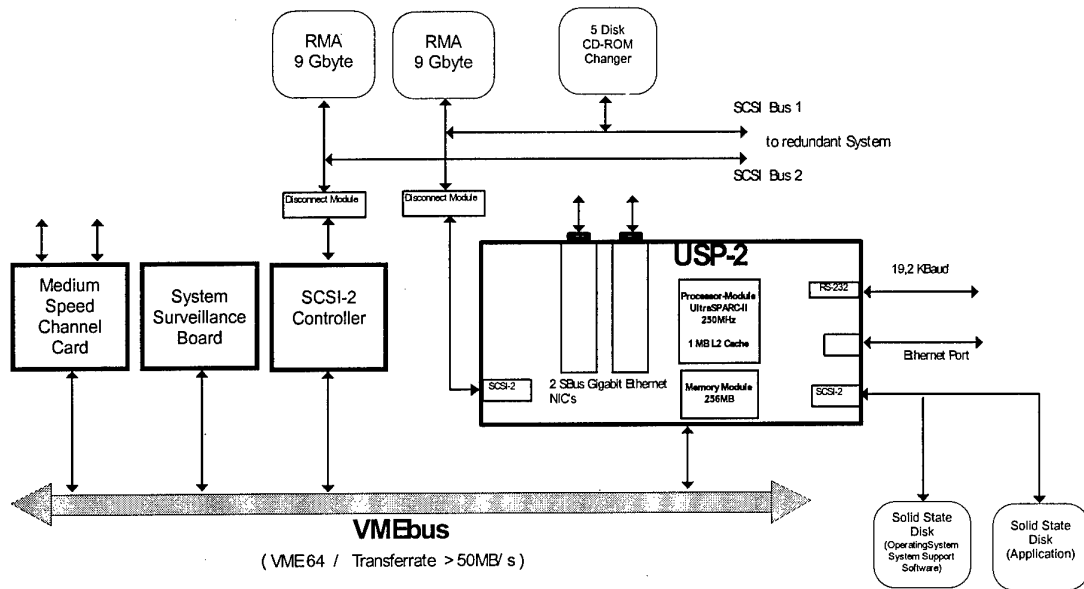 RMA
9 Gbyte
RMA
9 Gbyte
5 Disk
CD-ROM
Changer
SCSI Bus 1
to redundant System
SCSI Bus 2
Disconnect Module
Disconnect Module
Medium
Speed
Channel
Card
System
Surveillance
Board
SCSI-2
Controller
USP-2
Processor-Module
UltraSPARC-II
250MHz
1 MB L2 Cache
Memory Module
256MB
SCSI-2
2 SBus Gigabit Ethernet
NIC's
RS-232
19,2 KBaud
Ethernet Port
SCSI-2
VMEbus
( VME64 / Transferrate > 50MB/ s )
Solid State
Disk
(OperatingSystem
System Support
Software)
Solid State
Disk
(Application)